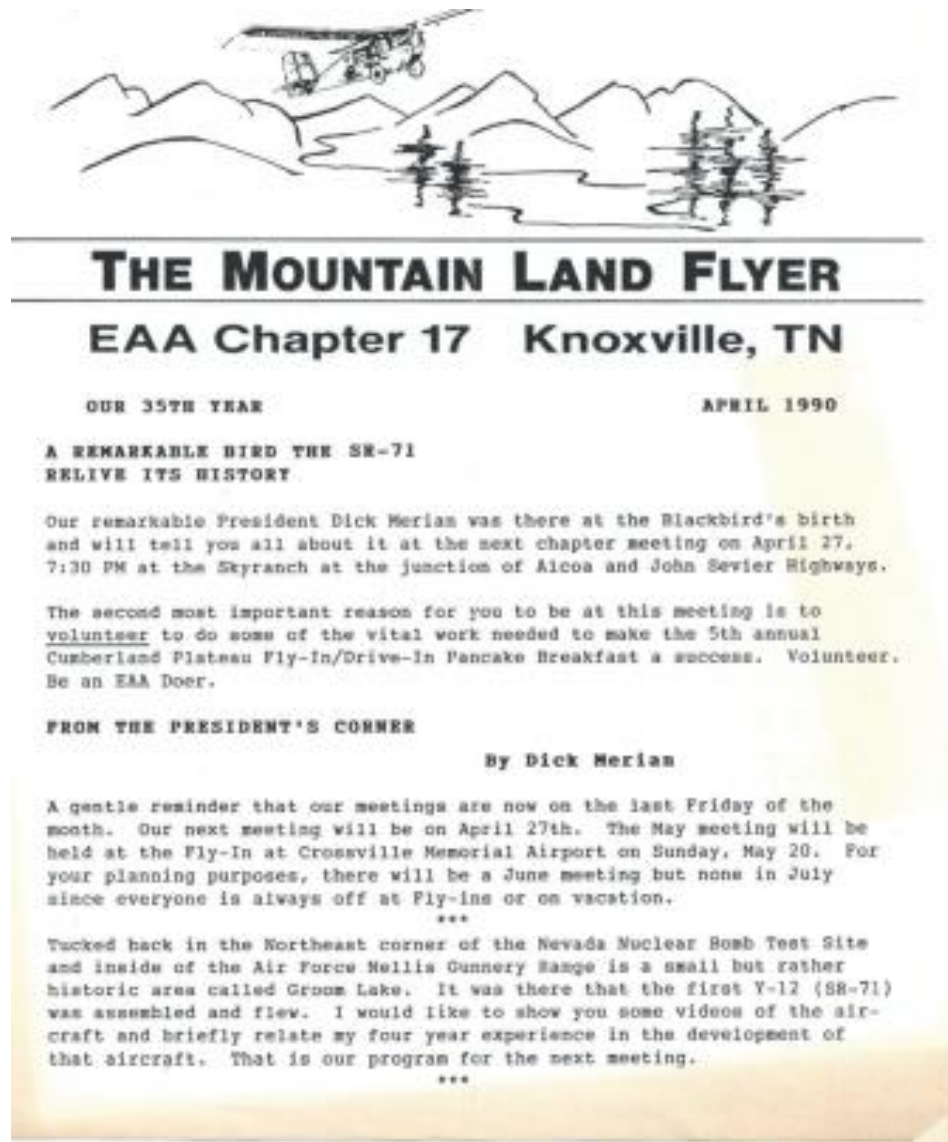 THE MOUNTAIN LAND FLYER
EAA Chapter 17 Knoxville, TN
OUR 35TH YEAR APRIL 1990
A REMARKABLE BIRD THE SR-71
RELIVE ITS HISTORY
Our remarkable President Dick Merian was there at the Blackbird's birth
and will tell you all about it at the next chapter meeting on April 27,
7:30 PM at the Skyranch at the junction of Alcoa and John Sevier Highways.
The second most important reason for you to be at this meeting is to
volunteer to do some of the vital work needed to make the 5th annual
Cumberland Plateau Fly-In/Drive-In Pancake Breakfast a success. Volunteer.
Be an EAA Doer.
FROM THE PRESIDENT'S CORNER
By Dick Merian
A gentle reminder that our meetings are now on the last Friday of the
month. Our next meeting will be on April 27th. The May meeting will be
held at the Fly-In at Crossville Memorial Airport on Sunday, May 20. For
your planning purposes, there will be a June meeting but none in July
since everyone is always off at Fly-ins or on vacation.
***
Tucked back in the Northeast corner of the Nevada Nuclear Bomb Test Site
and inside of the Air Force Nellis Gunnery Range is a small but rather
historic area called Groom Lake. It was there that the first Y-12 (SR-71)
was assembled and flew. I would like to show you some videos of the air-
craft and briefly relate my four year experience in the development of
that aircraft. That is our program for the next meeting.
***